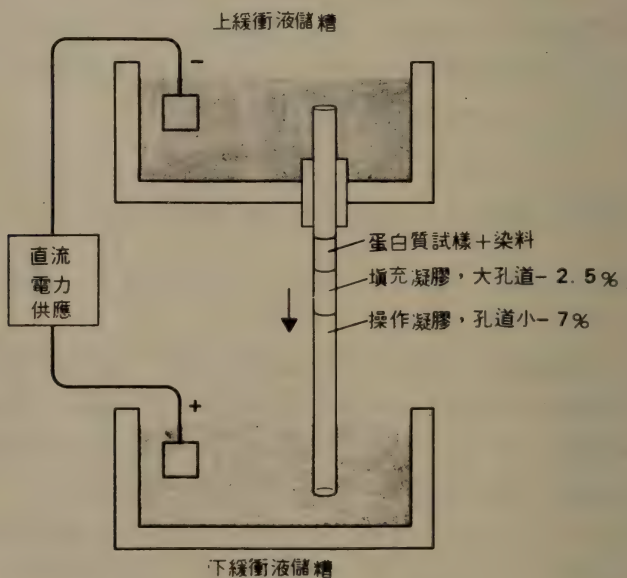 上緩衝液儲糟
-
蛋白質試樣+染料
填充凝膠,大孔道-2.5%
操作凝膠,孔道小-7%
直流
電力
供應
+
下緩衝液儲糟